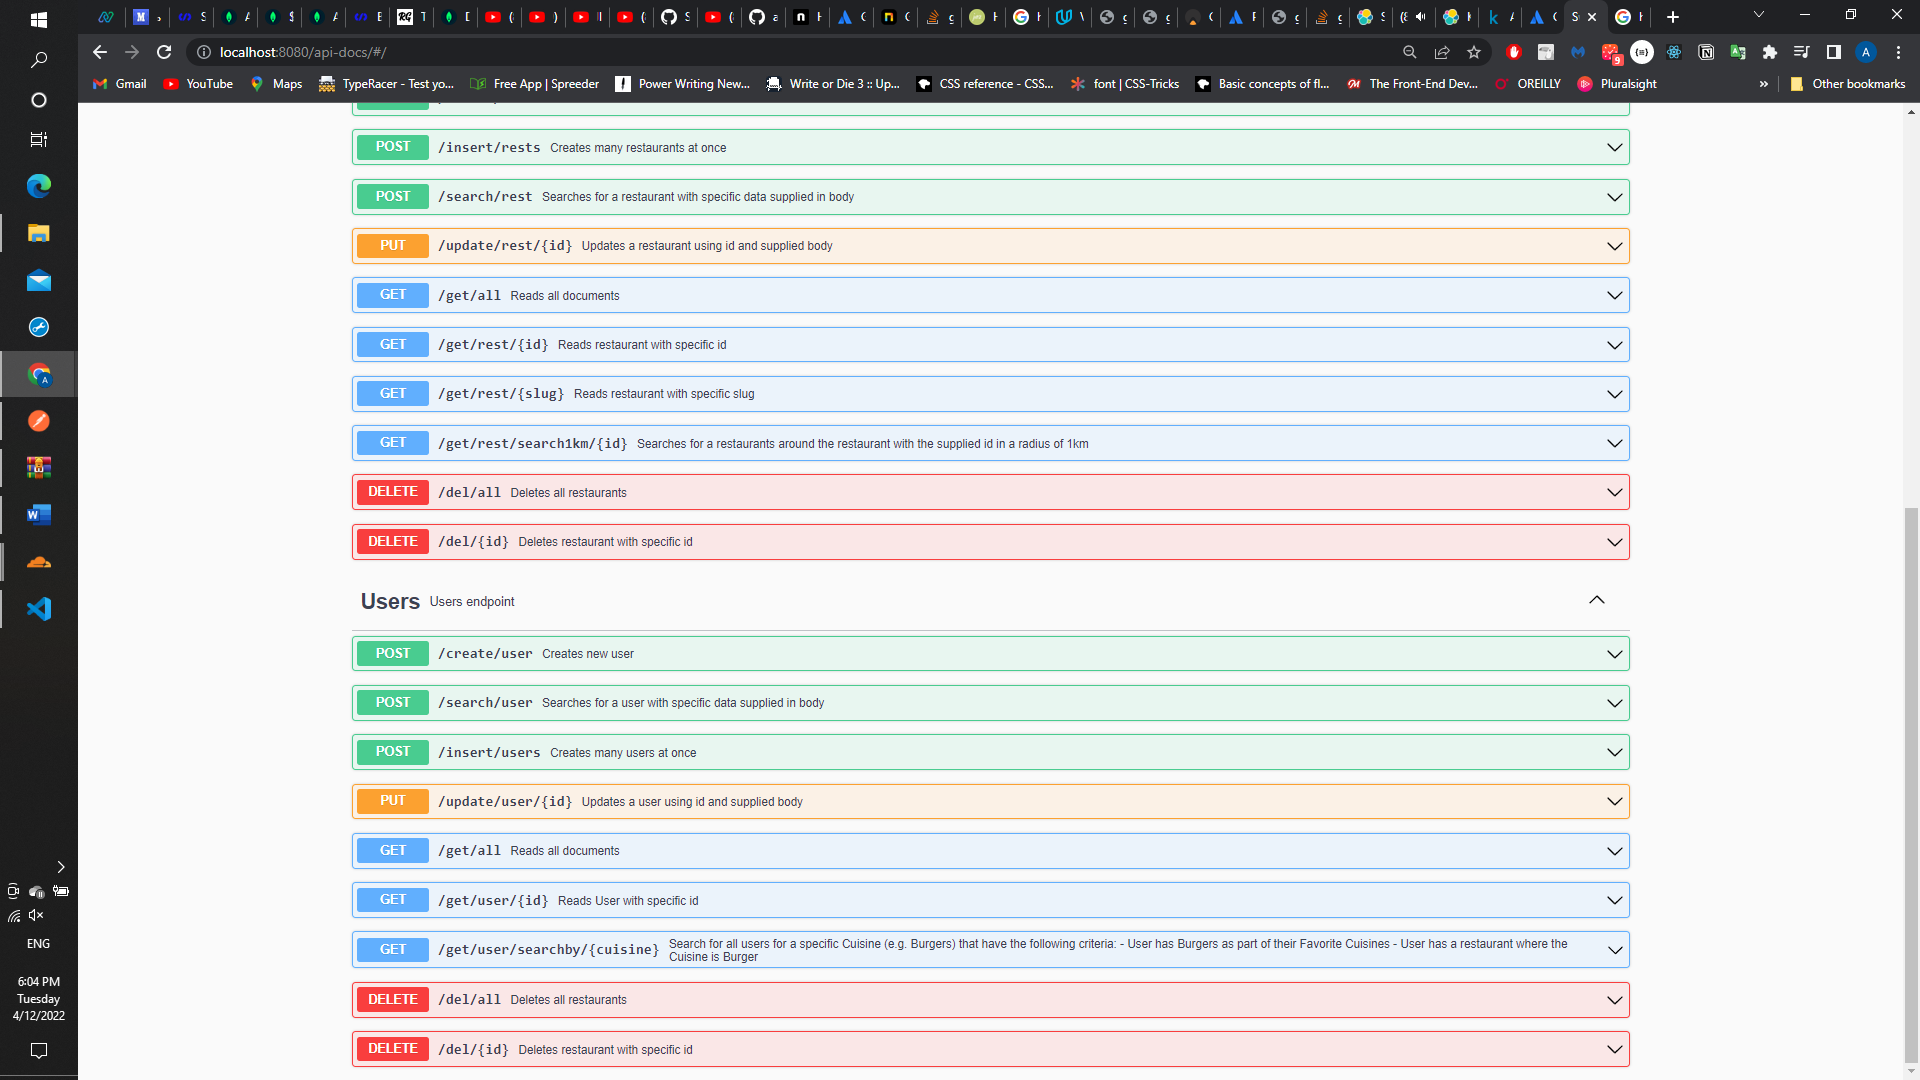 localhost:8080/api-docs/#/
9
A
Gmail
YouTube
Maps
TypeRacer - Test yo...
Free App | Spreeder
Power Writing New...
Write or Die 3 :: Up...
CSS reference - CSS...
font | CSS-Tricks
Basic concepts of fl...
The Front-End Dev...
OREILLY
Pluralsight
»
Other bookmarks
POST /insert/rests Creates many restaurants at once
POST /search/rest Searches for a restaurant with specific data supplied in body
PUT /update/rest/{id} Updates a restaurant using id and supplied body
GET /get/all Reads all documents
GET /get/rest/{id} Reads restaurant with specific id
GET /get/rest/{slug} Reads restaurant with specific slug
GET /get/rest/search1km/{id} Searches for a restaurants around the restaurant with the supplied id in a radius of 1km
DELETE /del/all Deletes all restaurants
DELETE /del/{id} Deletes restaurant with specific id
Users Users endpoint
POST /create/user Creates new user
POST /search/user Searches for a user with specific data supplied in body
POST /insert/users Creates many users at once
PUT /update/user/{id} Updates a user using id and supplied body
GET /get/all Reads all documents
GET /get/user/{id} Reads User with specific id
GET /get/user/searchby/{cuisine} Search for all users for a specific Cuisine (e.g. Burgers) that have the following criteria: - User has Burgers as part of their Favorite Cuisines - User has a restaurant where the
Cuisine is Burger
DELETE /del/all Deletes all restaurants
DELETE /del/{id} Deletes restaurant with specific id
ENG
6:04 PM
Tuesday
4/12/2022